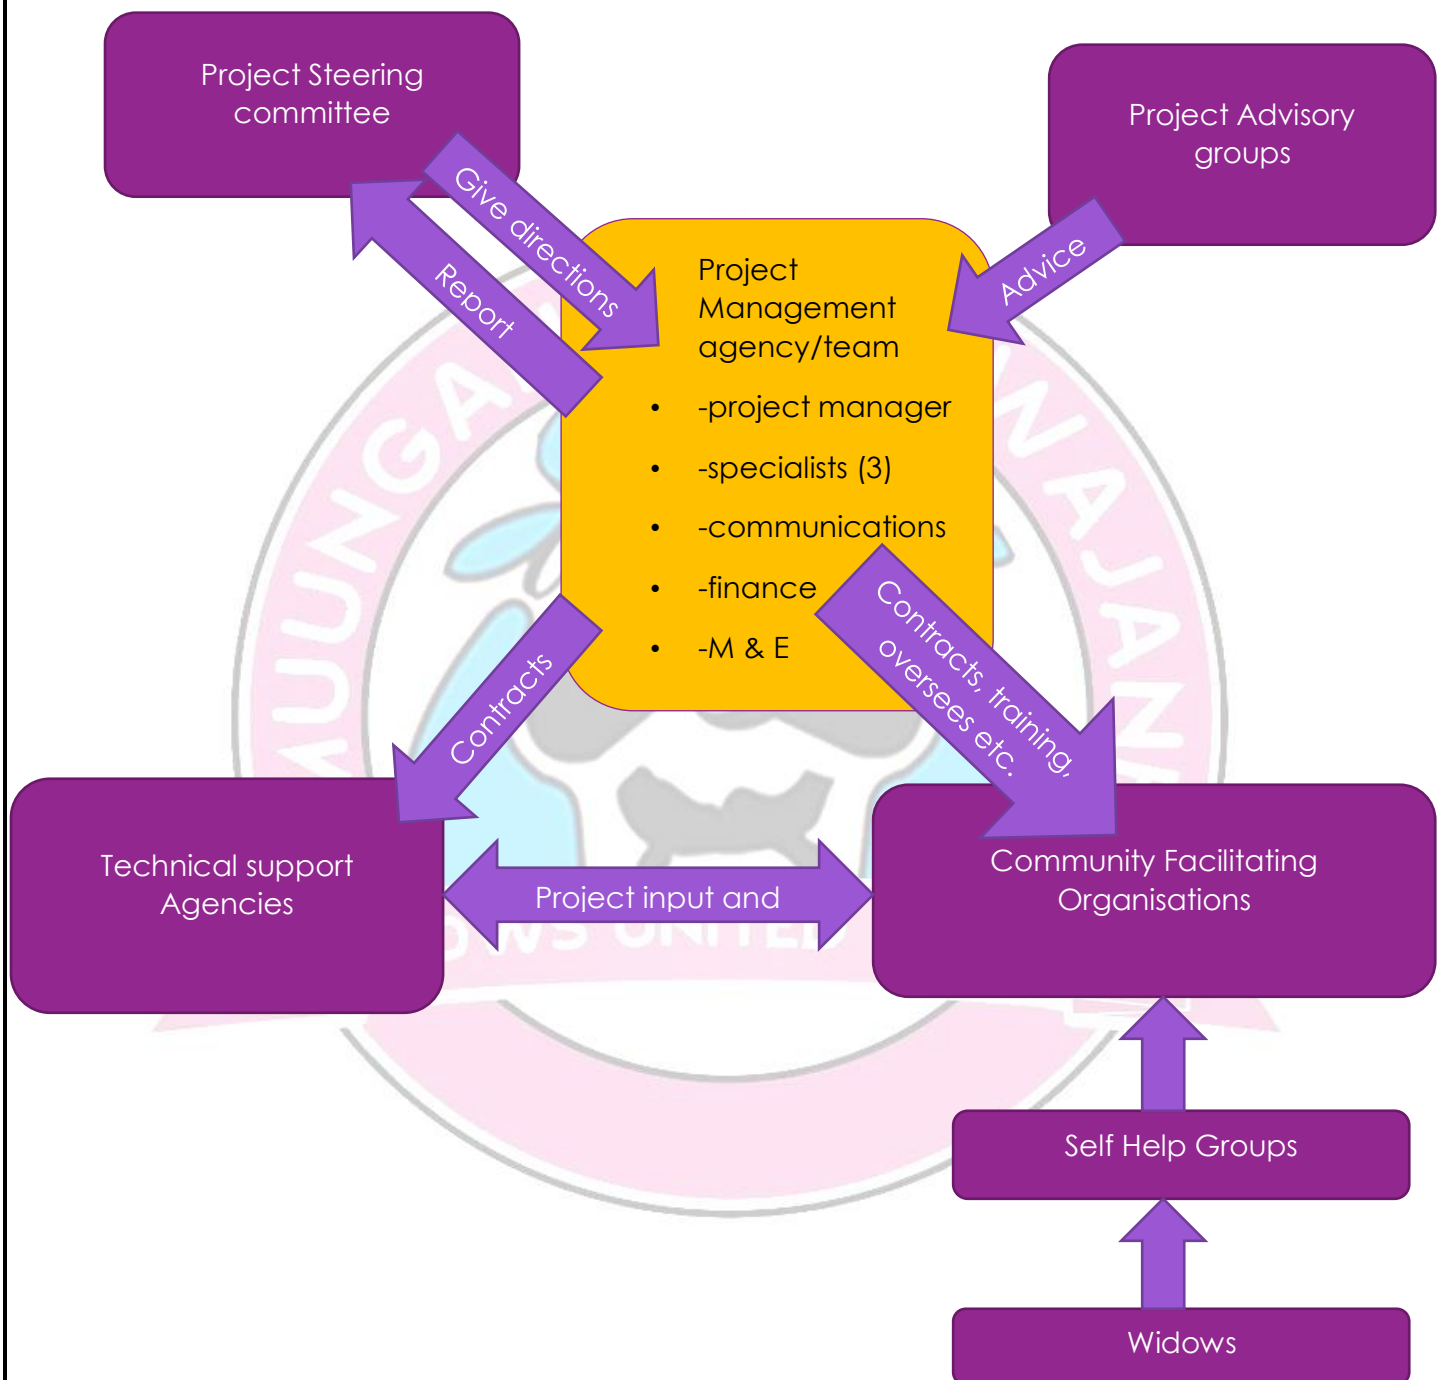 Project Steering
committee
Project Advisory
groups
Give directions
Report
Advice
Project
Management
agency/team
• -project manager
• -specialists (3)
• -communications
• -finance
• -M & E
Contracts
Contracts, training,
oversees etc.
Technical support
Agencies
Project input and
Community Facilitating
Organisations
UNITED
Self Help Groups
Widows